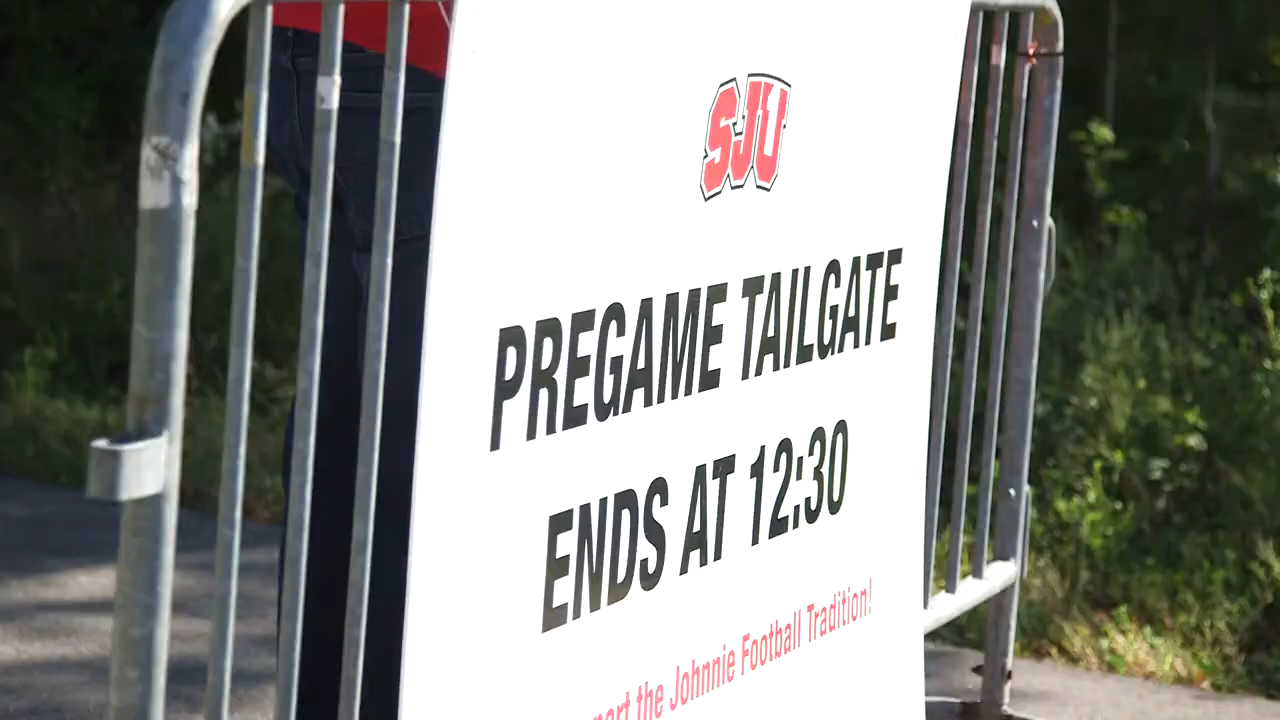 SJU
PREGAME TAILGATE
ENDS AT 12:30
the Johnnie Football Tradition!